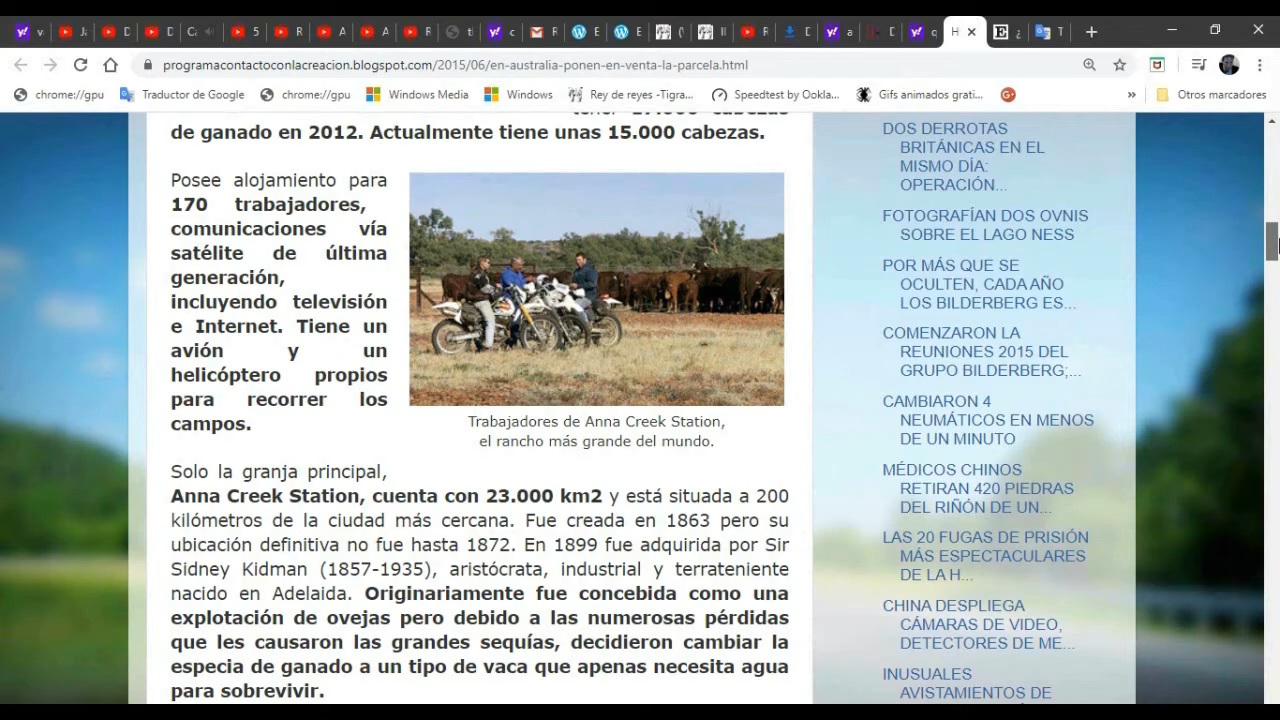 programacontactoconlacreacion.blogspot.com/2015/06/en-australia-ponen-en-venta-la-parcela.html
chrome://gpu
Traductor de Google
chrome://gpu
Windows Media
Windows
Rey de reyes -Tigra...
Speedtest by Ookla...
Gifs animados grati...
»
Otros marcadores
de ganado en 2012. Actualmente tiene unas 15.000 cabezas.
Posee alojamiento para
170 trabajadores,
comunicaciones vía
satélite de última
generación,
incluyendo televisión
e Internet. Tiene un
avión y un
helicóptero propios
para recorrer los
campos.
Trabajadores de Anna Creek Station,
el rancho más grande del mundo.
Solo la granja principal,
Anna Creek Station, cuenta con 23.000 km2 y está situada a 200
kilómetros de la ciudad más cercana. Fue creada en 1863 pero su
ubicación definitiva no fue hasta 1872. En 1899 fue adquirida por Sir
Sidney Kidman (1857-1935), aristócrata, industrial y terrateniente
nacido en Adelaida. Originariamente fue concebida como una
explotación de ovejas pero debido a las numerosas pérdidas
que les causaron las grandes sequías, decidieron cambiar la
especie de ganado a un tipo de vaca que apenas necesita agua
para sobrevivir.
DOS DERROTAS
BRITÁNICAS EN EL
MISMO DÍA:
OPERACIÓN...
FOTOGRAFÍAN DOS OVNIS
SOBRE EL LAGO NESS
POR MÁS QUE SE
OCULTEN, CADA AÑO
LOS BILDERBERG ES...
COMENZARON LA
REUNIONES 2015 DEL
GRUPO BILDERBERG;...
CAMBIARON 4
NEUMÁTICOS EN MENOS
DE UN MINUTO
MÉDICOS CHINOS
RETIRAN 420 PIEDRAS
DEL RIÑÓN DE UN...
LAS 20 FUGAS DE PRISIÓN
MÁS ESPECTACULARES
DE LA H...
CHINA DESPLIEGA
CÁMARAS DE VIDEO,
DETECTORES DE ME...
INUSUALES
AVISTAMIENTOS DE